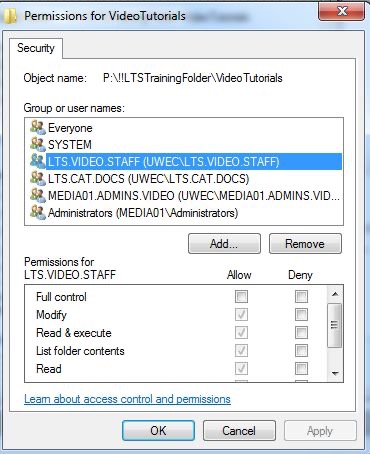 Permissions for VideoTutorials
Security
Object name: P:\!!LTSTrainingFolder\VideoTutorials
Group or user names:
Everyone
SYSTEM
LTS.VIDEO.STAFF (UWEC\LTS.VIDEO.STAFF)
LTS.CAT.DOCS (UWEC\LTS.CAT.DOCS)
MEDIA01.ADMINS.VIDEO (UWEC\MEDIA01.ADMINS.VID...
Administrators (MEDIA01\Administrators)
Add... Remove
Permissions for
LTS.VIDEO.STAFF Allow Deny
Full control
Modify
Read & execute
List folder contents
Read
Learn about access control and permissions
OK Cancel Apply